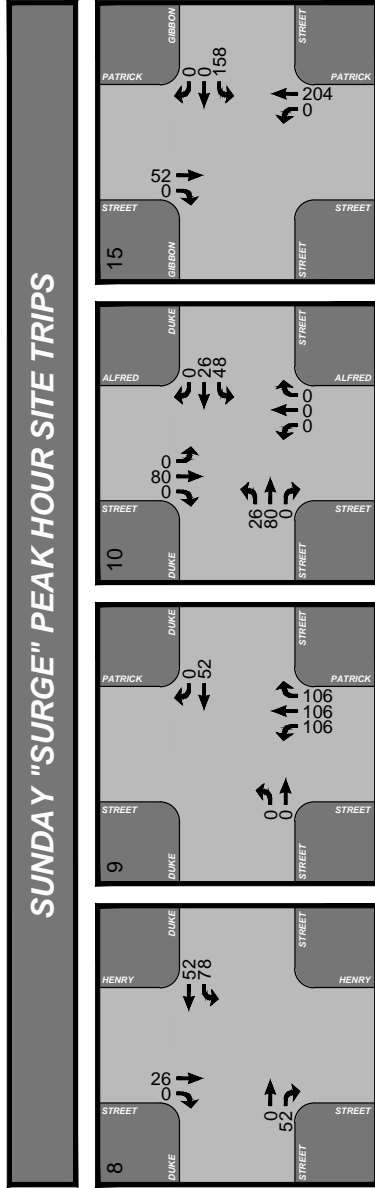 SUNDAY "SURGE" PEAK HOUR SITE TRIPS
8
DUKE
STREET
DUKE
STREET
HENRY
STREET
HENRY
STREET
26
0
52
78
0
52
9
DUKE
STREET
DUKE
STREET
PATRICK
STREET
PATRICK
STREET
0
52
0
0
106
106
106
10
DUKE
STREET
DUKE
STREET
ALFRED
STREET
ALFRED
STREET
0
80
0
0
26
48
26
80
0
0
0
0
15
GIBBON
STREET
GIBBON
STREET
PATRICK
STREET
PATRICK
STREET
52
0
0
0
158
204
0